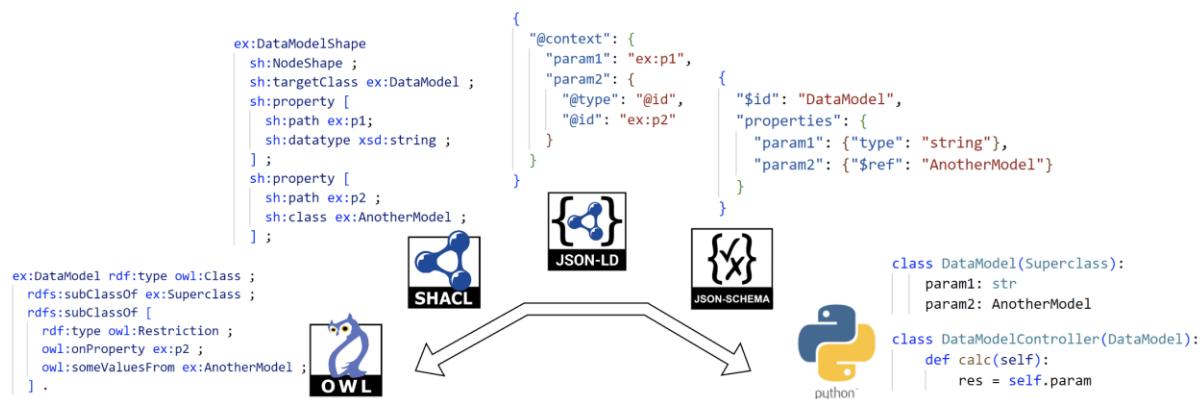 ex:DataModelShape
sh:NodeShape ;
sh:targetClass ex:DataModel ;
sh:property [
sh:path ex:p1;
sh:datatype xsd:string ;
] ;
sh:property [
sh:path ex:p2 ;
sh:class ex:AnotherModel ;
] ;
SHACL
{
"@context": {
"param1": "ex:p1",
"param2": {
"@type": "@id",
"@id": "ex:p2"
}
}
}
JSON-LD
{
"$id": "DataModel",
"properties": {
"param1": {"type": "string"},
"param2": {"$ref": "AnotherModel"}
}
}
JSON-SCHEMA
ex:DataModel rdf:type owl:Class ;
rdfs:subClassOf ex:Superclass ;
rdfs:subClassOf [
rdf:type owl:Restriction ;
owl:onProperty ex:p2 ;
owl:someValuesFrom ex:AnotherModel ;
] .
OWL
python
class DataModel(Superclass):
param1: str
param2: AnotherModel
class DataModelController(DataModel):
def calc(self):
res = self.param